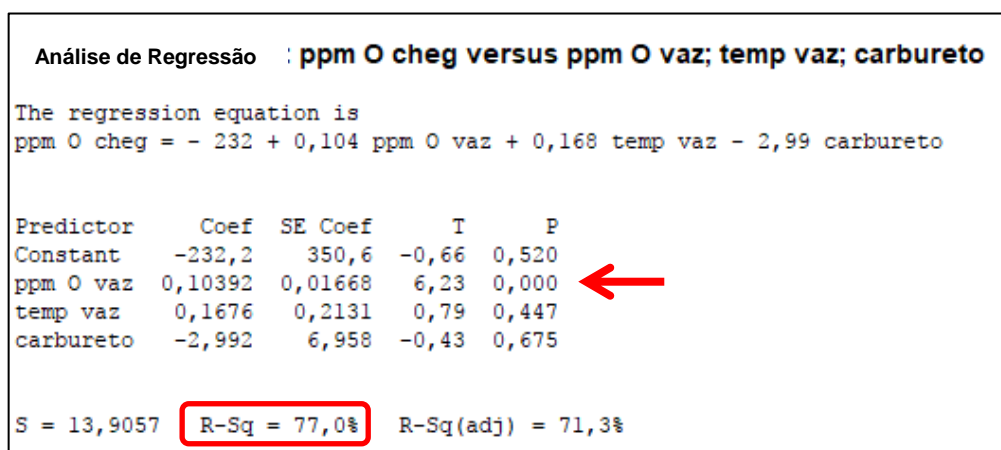 Análise de Regressão : ppm O cheg versus ppm O vaz; temp vaz; carbureto
The regression equation is
ppm O cheg = - 232 + 0,104 ppm O vaz + 0,168 temp vaz - 2,99 carbureto
Predictor Coef SE Coef T P
Constant -232,2 350,6 -0,66 0,520
ppm O vaz 0,10392 0,01668 6,23 0,000
temp vaz 0,1676 0,2131 0,79 0,447
carbureto -2,992 6,958 -0,43 0,675
S = 13,9057 R-Sq = 77,0% R-Sq(adj) = 71,3%